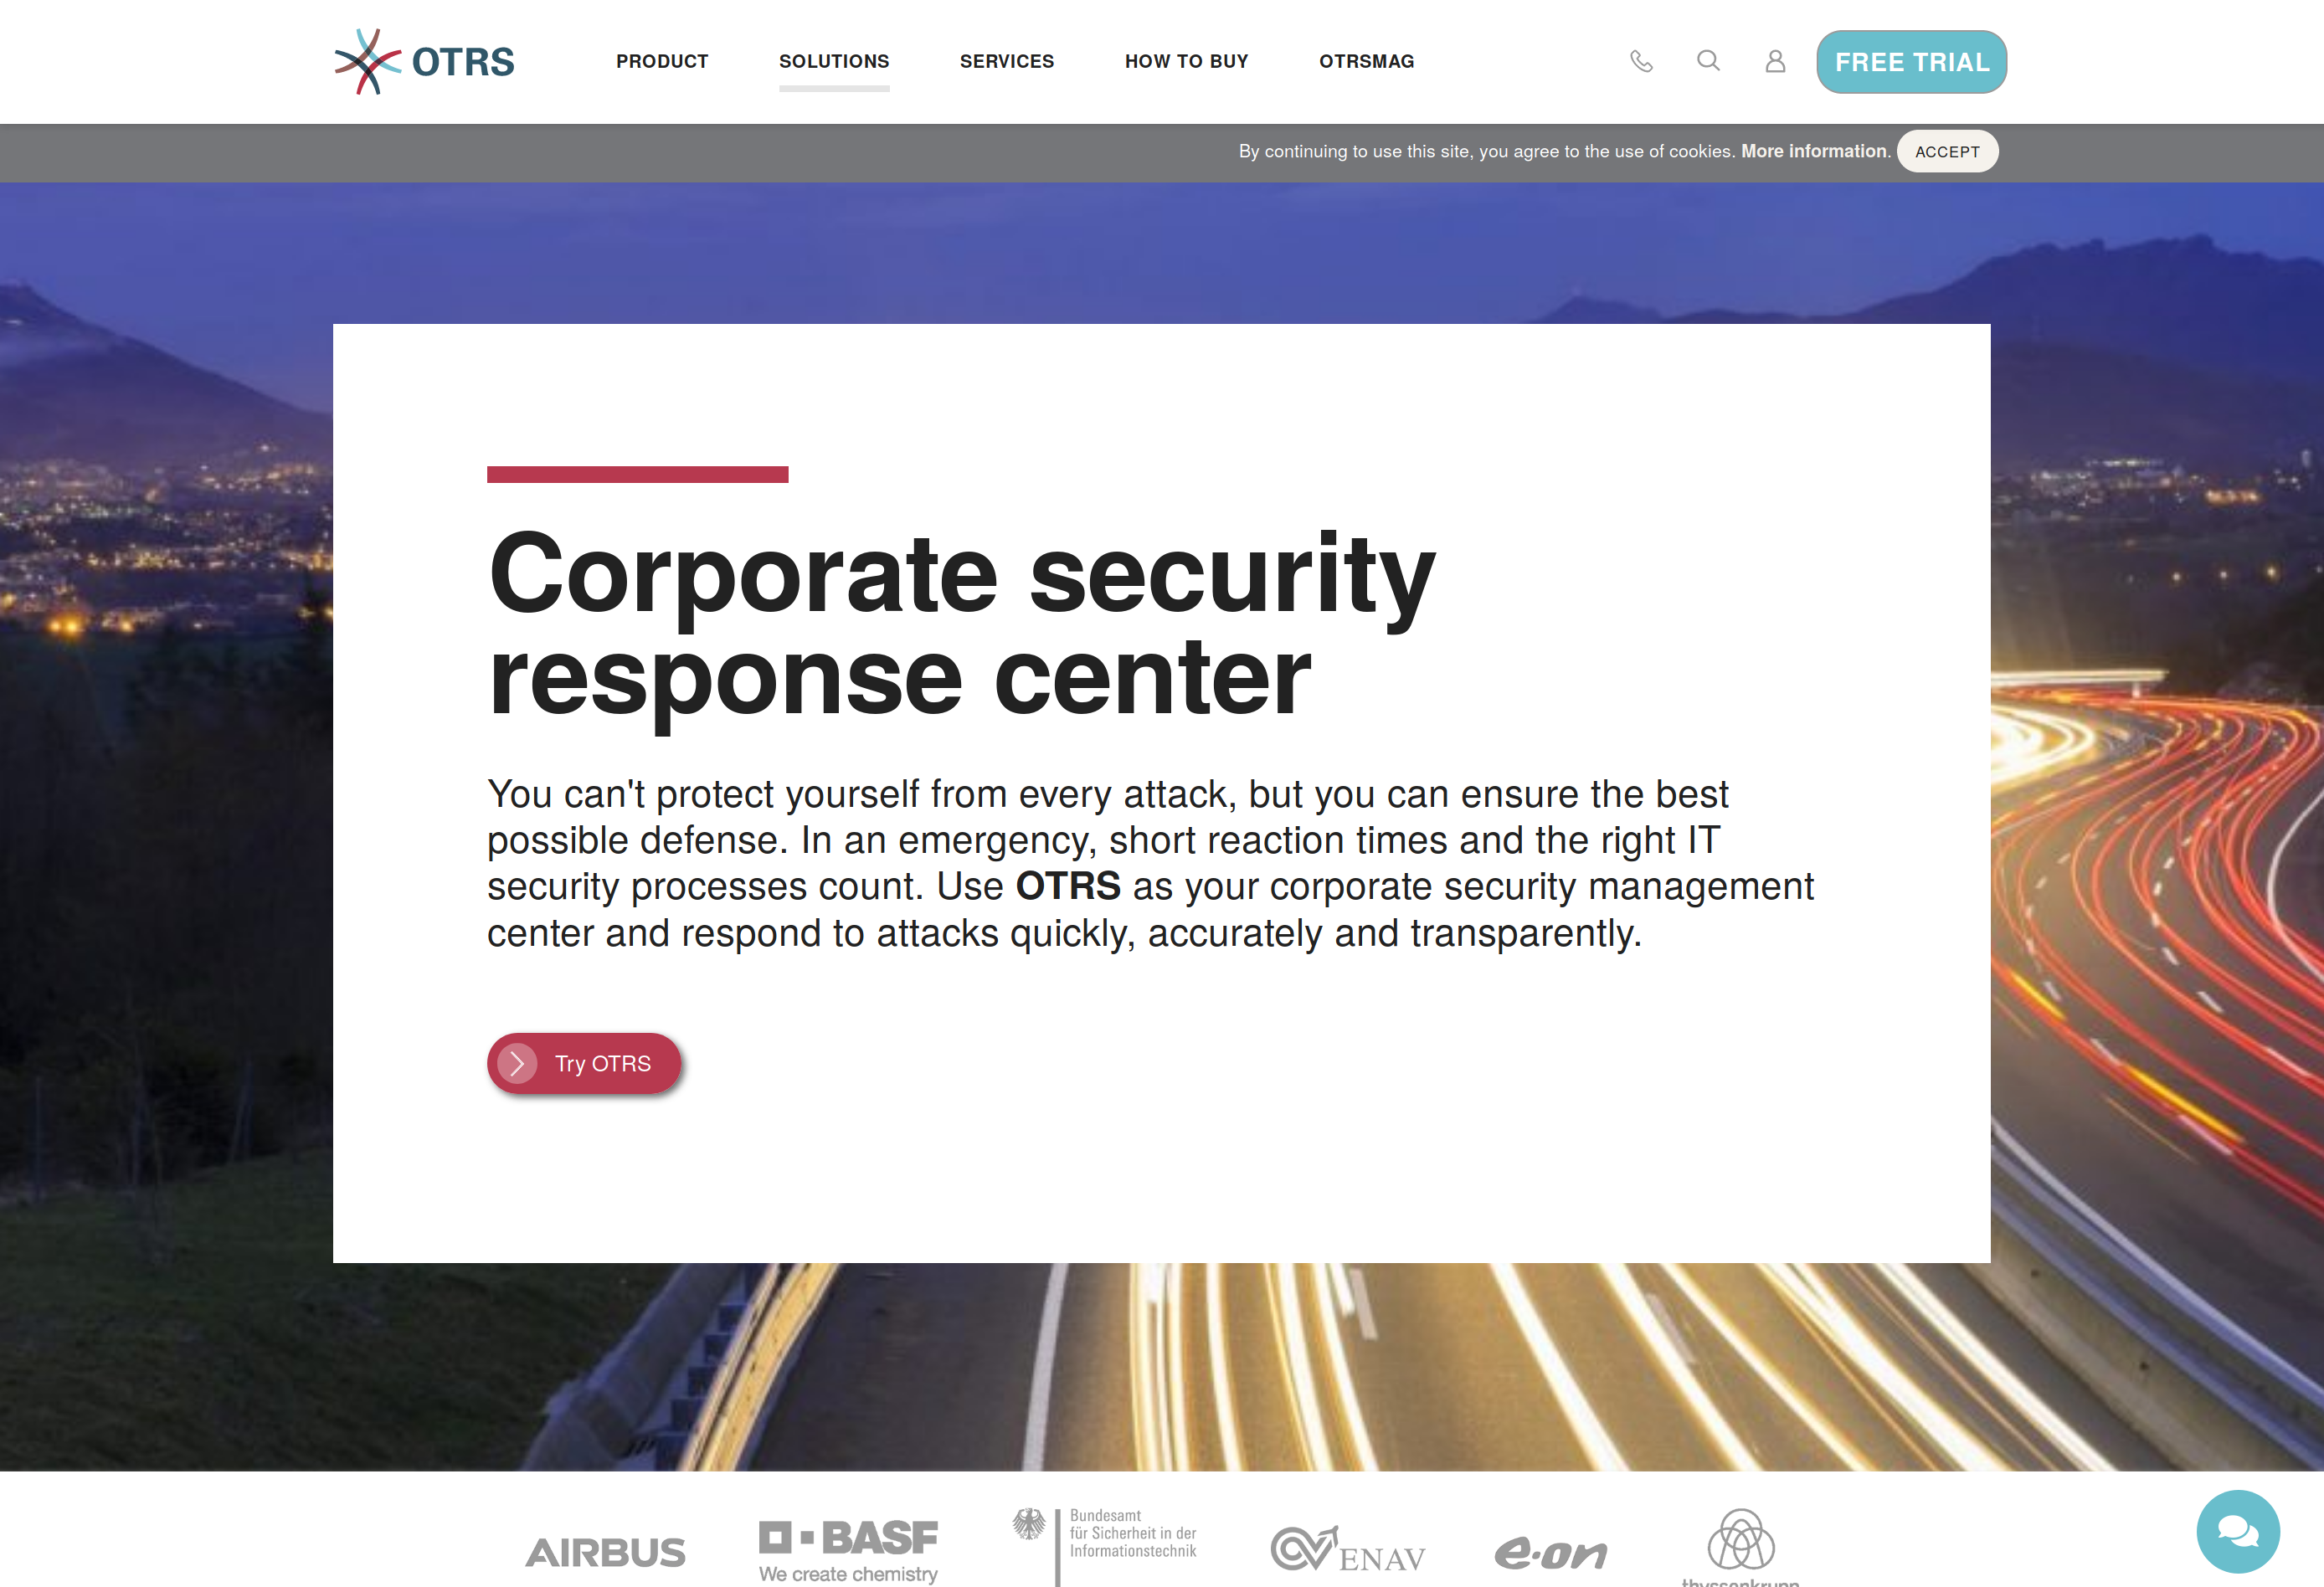 OTRS
PRODUCT
SOLUTIONS
SERVICES
HOW TO BUY
OTRSMAG
FREE TRIAL
By continuing to use this site, you agree to the use of cookies. More information.
ACCEPT
Corporate security
response center
You can't protect yourself from every attack, but you can ensure the best
possible defense. In an emergency, short reaction times and the right IT
security processes count. Use OTRS as your corporate security management
center and respond to attacks quickly, accurately and transparently.
Try OTRS
AIRBUS
BASF
We create chemistry
Bundesamt
für Sicherheit in der
Informationstechnik
ENAV
e·on
thyssenkrupp